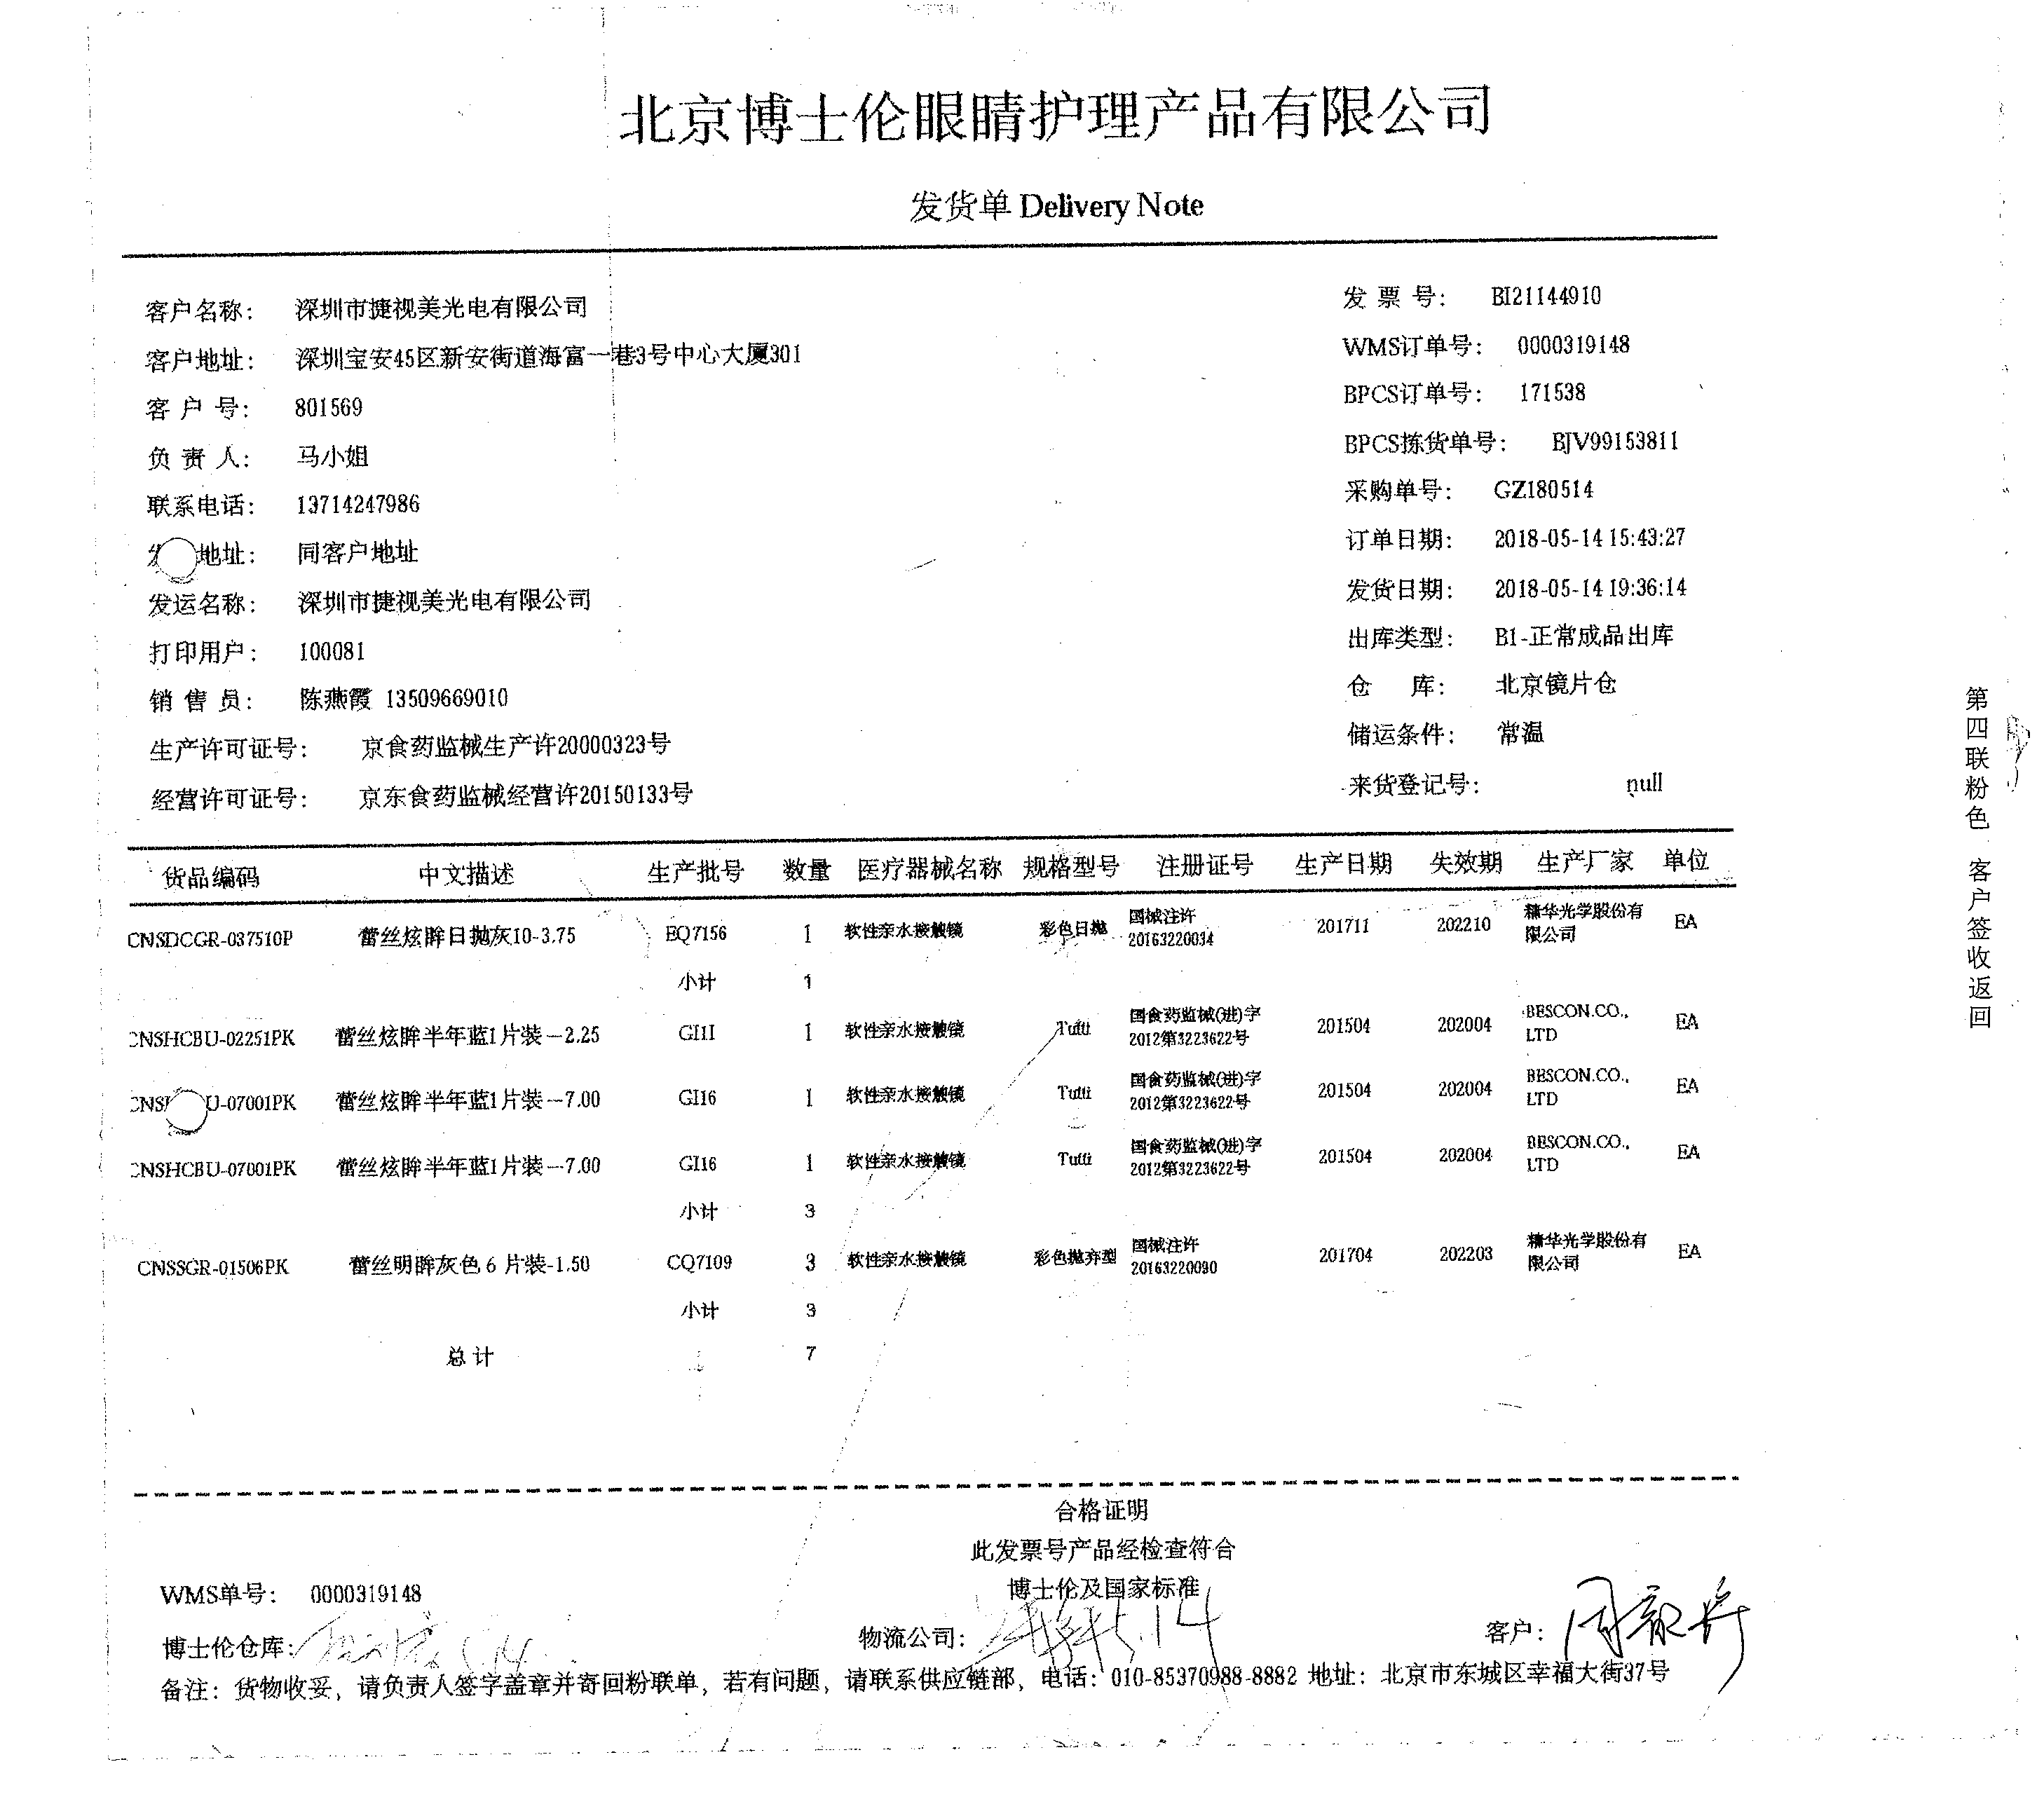 北京博士伦眼睛护理产品有限公司
发货单 Delivery Note
客户名称： 深圳市捷视美光电有限公司 发 票 号： BI21144910
客户地址： 深圳宝安45区新安街道海富一巷3号中心大厦301 WMS订单号： 0000319148
客 户 号： 801569 BPCS订单号： 171538
负 责 人： 马小姐 BPCS拣货单号： BJV99153811
联系电话： 13714247986 采购单号： GZ180514
地址： 同客户地址 订单日期： 2018-05-14 15:43:27
发运名称： 深圳市捷视美光电有限公司 发货日期： 2018-05-14 19:36:14
打印用户： 100081 出库类型： B1-正常成品出库
销 售 员： 陈燕霞 13509669010 仓 库： 北京镜片仓
生产许可证号： 京食药监械生产许20000323号 储运条件： 常温
经营许可证号： 京东食药监械经营许20150133号 来货登记号： null
货品编码 中文描述 生产批号 数量 医疗器械名称 规格型号 注册证号 生产日期 失效期 生产厂家 单位
CNSDCGR-037510P 蕾丝炫眸日抛灰10-3.75 EQ7156 1 软性亲水接触镜 彩色日抛 国械注许20163220034 201711 202210 精华光学股份有限公司 EA
小计 1
CNSHCBU-02251PK 蕾丝炫眸半年蓝1片装－2.25 GI1I 1 软性亲水接触镜 Tutti 国食药监械(进)字2012第3223622号 201504 202004 BESCON.CO., LTD EA
U-07001PK 蕾丝炫眸半年蓝1片装－7.00 GI16 1 软性亲水接触镜 Tutti 国食药监械(进)字2012第3223622号 201504 202004 BESCON.CO., LTD EA
CNSHCBU-07001PK 蕾丝炫眸半年蓝1片装－7.00 GI16 1 软性亲水接触镜 Tutti 国食药监械(进)字2012第3223622号 201504 202004 BESCON.CO., LTD EA
小计 3
CNSSGR-01506PK 蕾丝明眸灰色 6 片装-1.50 CQ7109 3 软性亲水接触镜 彩色抛弃型 国械注许20163220090 201704 202203 精华光学股份有限公司 EA
小计 3
总 计 7
合格证明
此发票号产品经检查符合
博士伦及国家标准
WMS单号： 0000319148
博士伦仓库： 5.14 物流公司： 5.14 客户：
备注：货物收妥，请负责人签字盖章并寄回粉联单，若有问题，请联系供应链部，电话：010-85370988-8882 地址：北京市东城区幸福大街37号
第四联粉色 客户签收返回